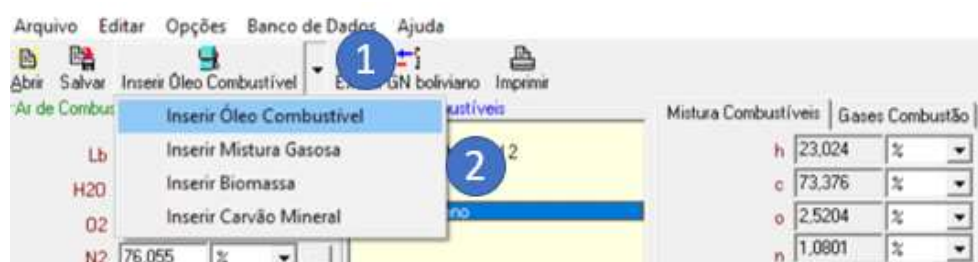 Arquivo Editar Opções Banco de Dados Ajuda
Abrir Salvar Inserir Óleo Combustível GN boliviano Imprimir
1
Ar de Combus ustíveis Mistura Combustíveis Gases Combustão
Inserir Óleo Combustível
Inserir Mistura Gasosa
Inserir Biomassa
Inserir Carvão Mineral
2
Lb 2 h 23,024 %
H2O c 73,376 %
O2 no o 2,5204 %
N2 76,055 % n 1,0801 %